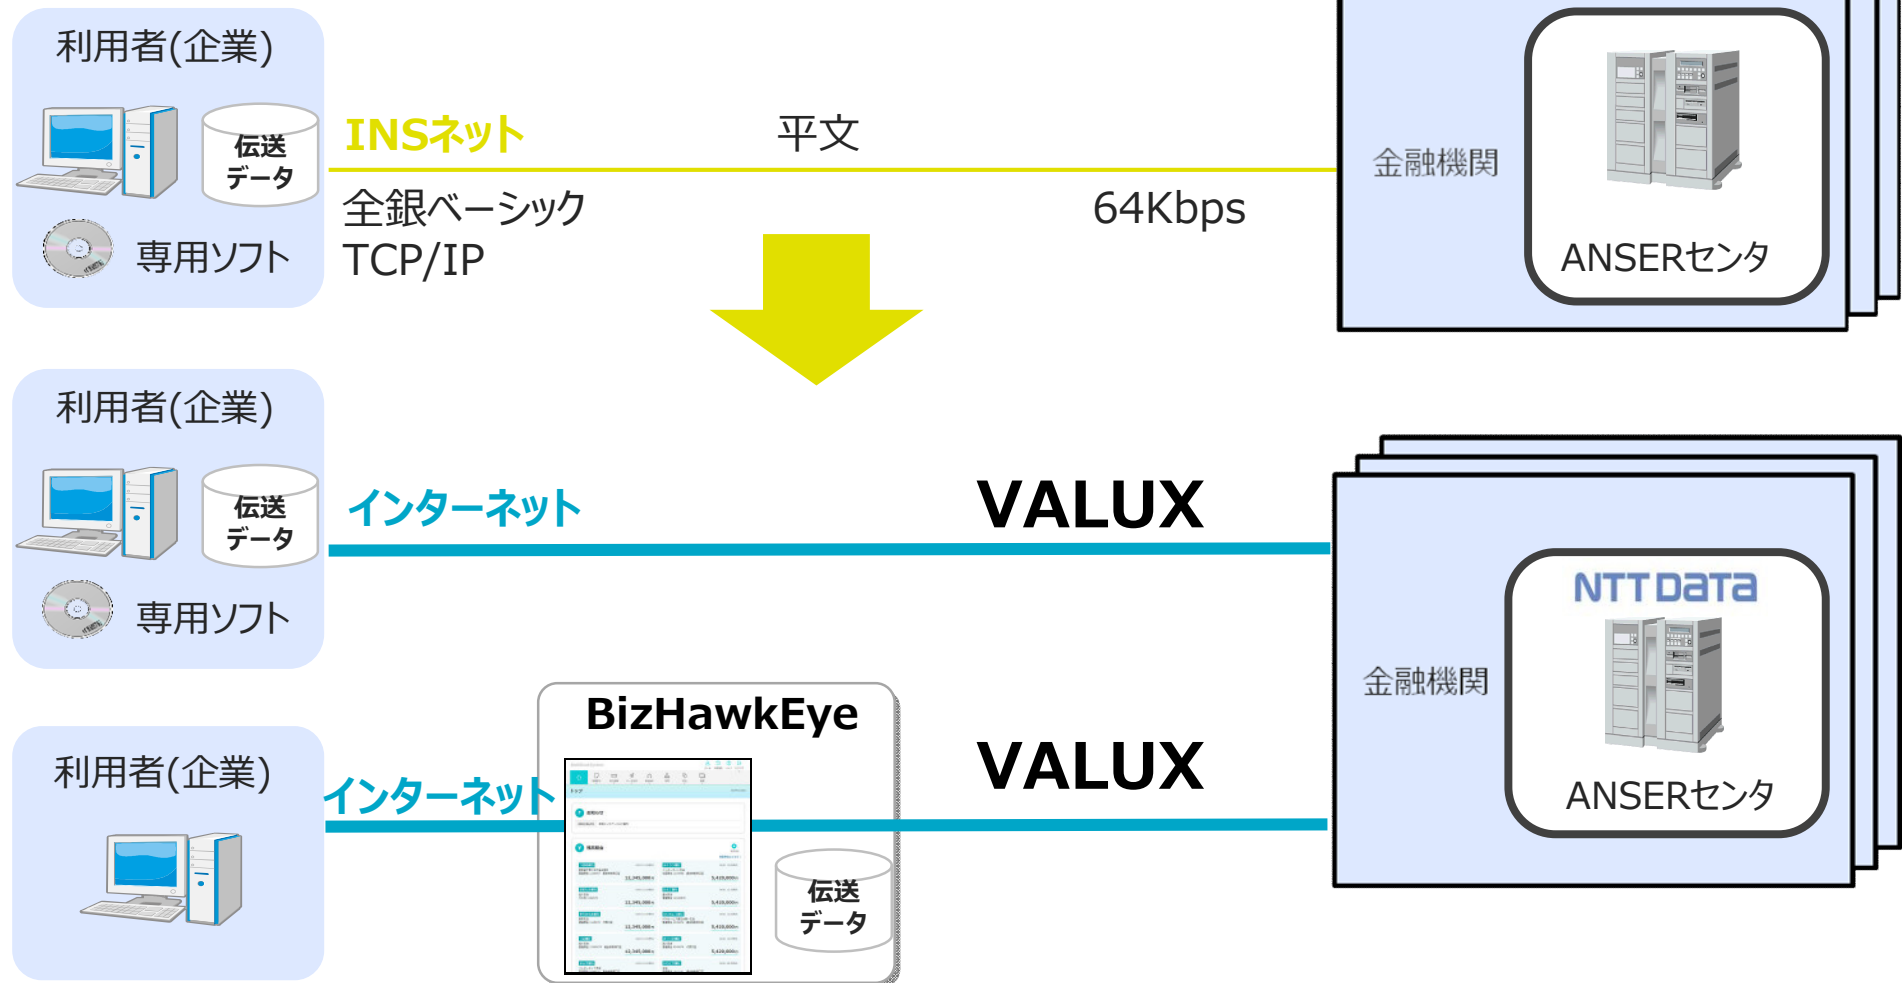 利用者(企業)
伝送
データ
専用ソフト
INSネット
平文
全銀ベーシック
TCP/IP
64Kbps
金融機関
ANSERセンタ
利用者(企業)
伝送
データ
専用ソフト
インターネット
VALUX
NTT DATA
金融機関
ANSERセンタ
利用者(企業)
インターネット
BizHawkEye
トップ
伝送
データ
VALUX